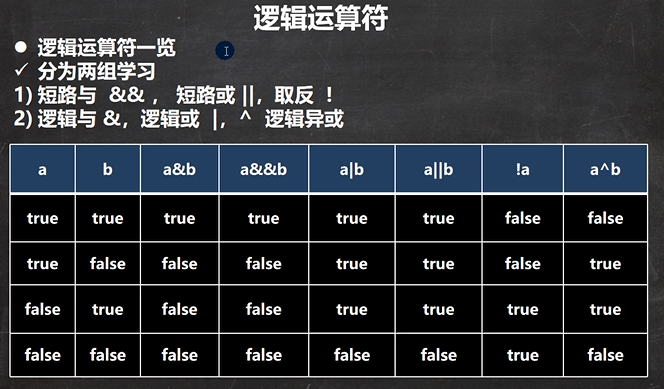 逻辑运算符
● 逻辑运算符一览
✓ 分为两组学习
1) 短路与 && ， 短路或 ||，取反 ！
2) 逻辑与 &，逻辑或 |，^ 逻辑异或
a b a&b a&&b a|b a||b !a a^b
true true true true true true false false
true false false false true true false true
false true false false true true true true
false false false false false false true false